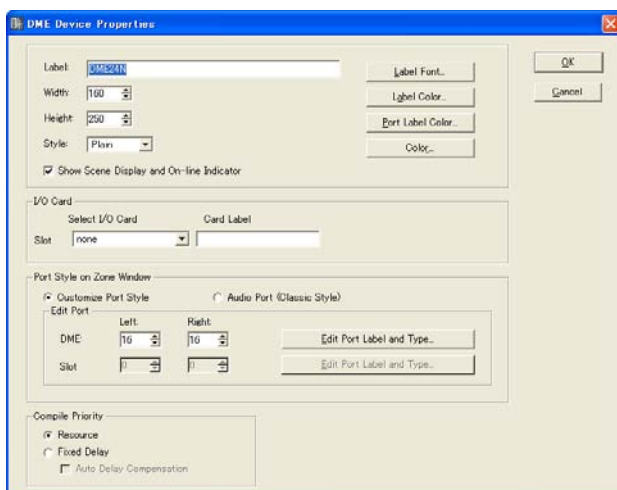 DME Device Properties
Label: DME24N
Label Font...
OK
Width: 160
Label Color...
Cancel
Height: 250
Port Label Color...
Style: Plain
Color...
Show Scene Display and On-line Indicator
I/O Card
Select I/O Card
Card Label
Slot
none
Port Style on Zone Window
Customize Port Style
Audio Port (Classic Style)
Edit Port
Left:
Right:
DME:
16
16
Edit Port Label and Type...
Slot
0
0
Edit Port Label and Type...
Compile Priority
Resource
Fixed Delay
Auto Delay Compensation